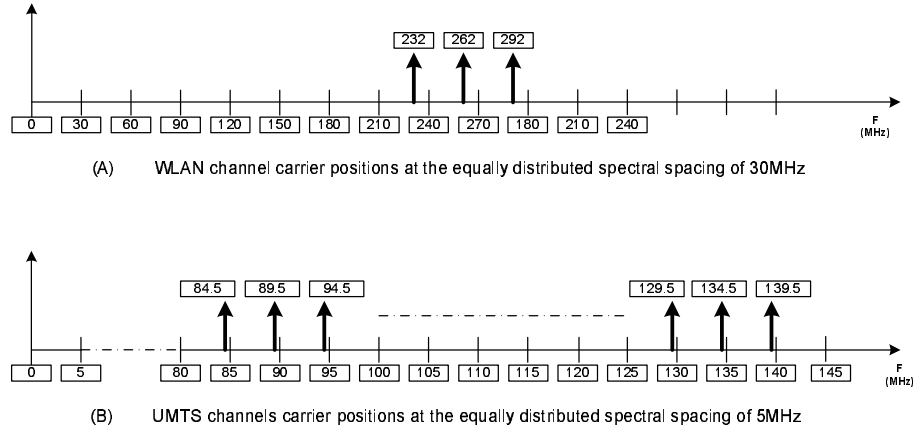 232 262 292
0 30 60 90 120 150 180 210 240 270 180 210 240
F
(MHz)
(A) WLAN channel carrier positions at the equally distributed spectral spacing of 30MHz
84.5 89.5 94.5 129.5 134.5 139.5
0 5 80 85 90 95 100 105 110 115 120 125 130 135 140 145
F
(MHz)
(B) UMTS channels carrier positions at the equally distributed spectral spacing of 5MHz